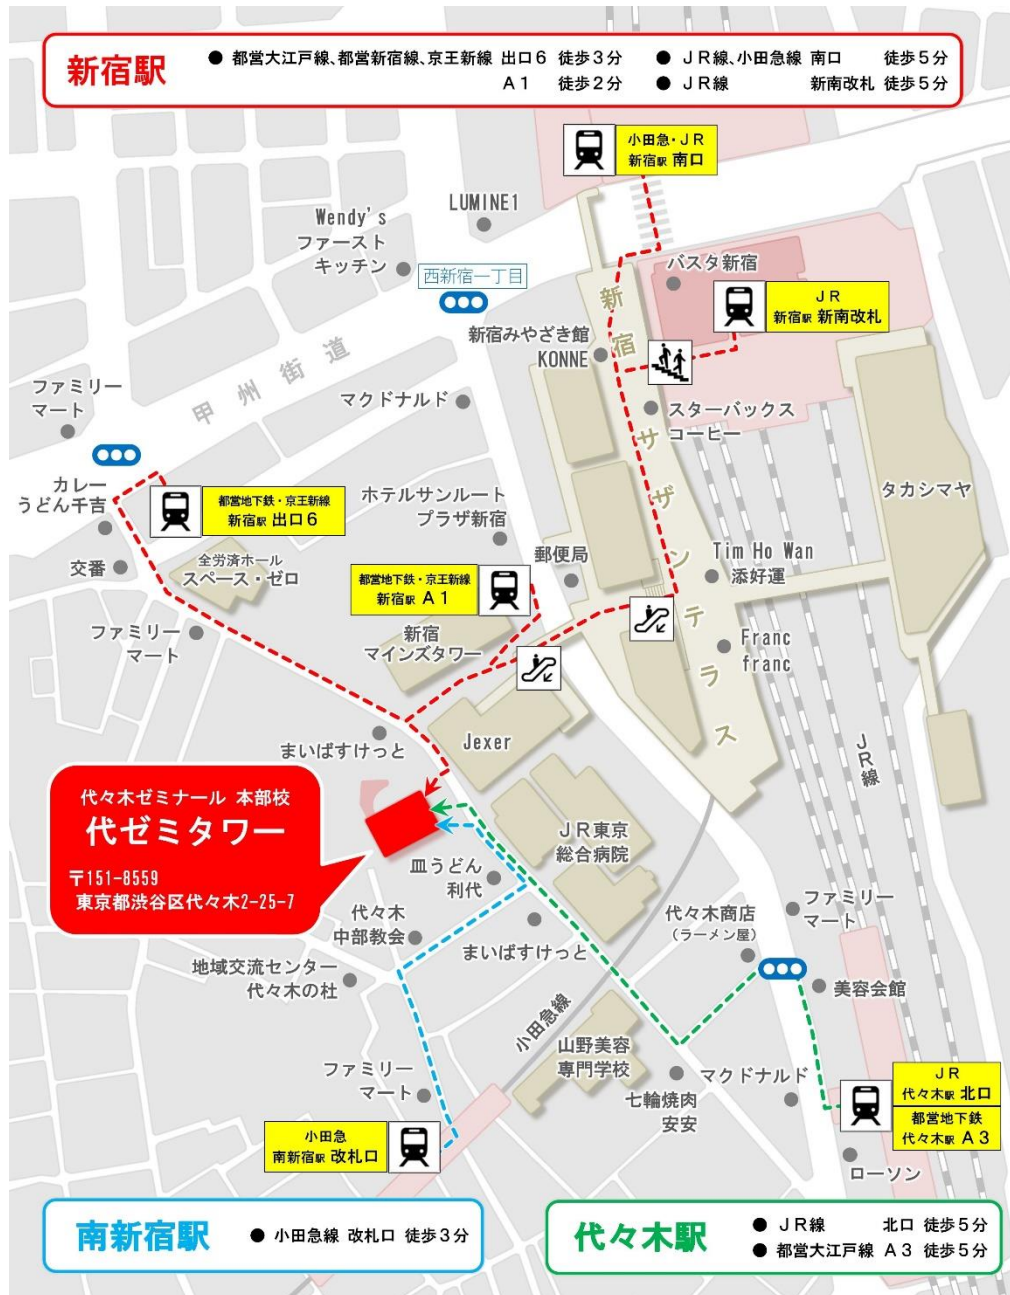 新宿駅
● 都営大江戸線、都営新宿線、京王新線 出口6 徒歩3分
A1 徒歩2分
● JR線、小田急線 南口 徒歩5分
● JR線 新南改札 徒歩5分
小田急・JR
新宿駅 南口
LUMINE1
Wendy's
ファースト
キッチン
西新宿一丁目
バスタ新宿
JR
新宿駅 新南改札
新宿サザンテラス
新宿みやざき館
KONNE
甲州街道
ファミリー
マート
マクドナルド
スターバックス
コーヒー
カレー
うどん千吉
都営地下鉄・京王新線
新宿駅 出口6
ホテルサンルート
プラザ新宿
タカシマヤ
交番
全労済ホール
スペース・ゼロ
郵便局
Tim Ho Wan
添好運
都営地下鉄・京王新線
新宿駅 A1
ファミリー
マート
新宿
マインズタワー
Franc
franc
まいばすけっと
Jexer
JR線
代々木ゼミナール 本部校
代ゼミタワー
〒151-8559
東京都渋谷区代々木2-25-7
JR東京
総合病院
皿うどん
利代
代々木
中部教会
まいばすけっと
代々木商店
(ラーメン屋)
ファミリー
マート
地域交流センター
代々木の杜
美容会館
小田急線
山野美容
専門学校
ファミリー
マート
七輪焼肉
安安
マクドナルド
JR
代々木駅 北口
都営地下鉄
代々木駅 A3
小田急
南新宿駅 改札口
ローソン
南新宿駅
● 小田急線 改札口 徒歩3分
代々木駅
● JR線 北口 徒歩5分
● 都営大江戸線 A3 徒歩5分